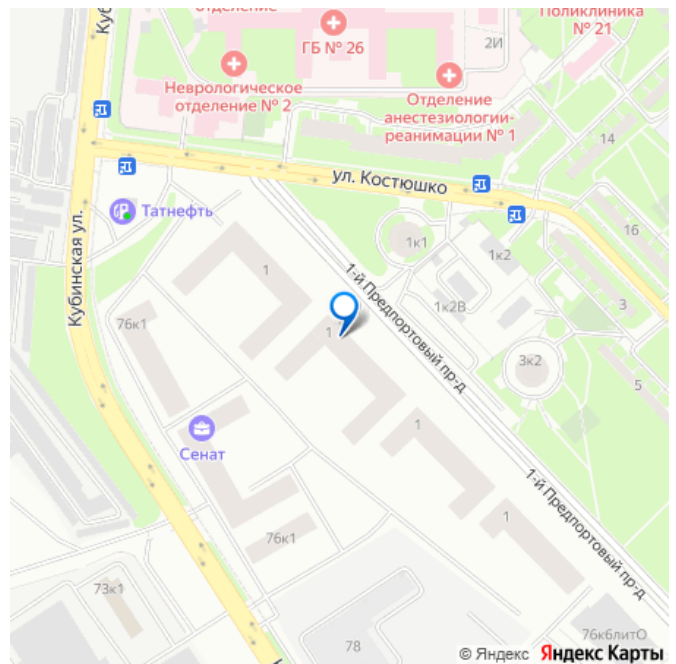 отделение
Поликлиника
№ 21
ГБ № 26
2И
Неврологическое
отделение № 2
Отделение
анестезиологии-
реанимации № 1
14
ул. Костюшко
Татнефть
Кубинская ул.
16
1к1
1к2
1
1-й Предпортовый пр-д
1к2В
3
76к1
1
3к2
5
1
Сенат
1-й Предпортовый пр-д
1
76к1
73к1
78
76к6литО
© Яндекс Яндекс Карты